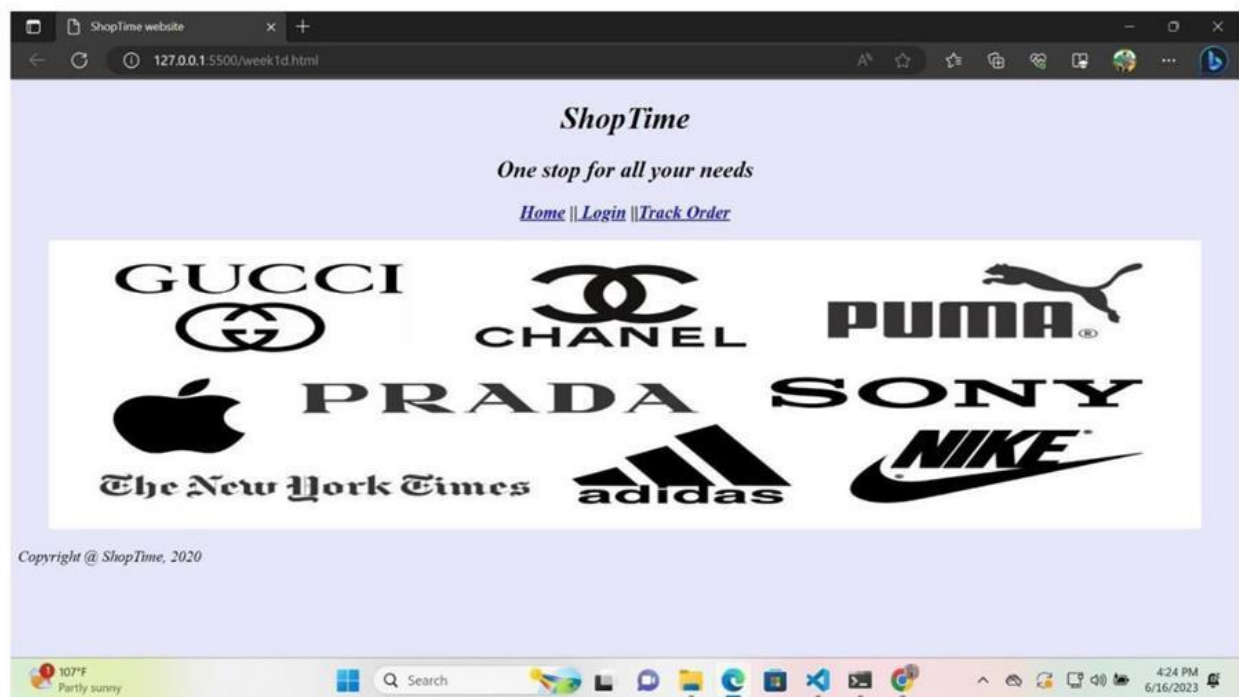 ShopTime website
127.0.0.1:5500/week1d.html
ShopTime
One stop for all your needs
Home || Login ||Track Order
GUCCI
CHANEL
PUMA®
PRADA
SONY
The New York Times
adidas
NIKE
Copyright @ ShopTime, 2020
1
107°F
Partly sunny
Search
4:24 PM
6/16/2023